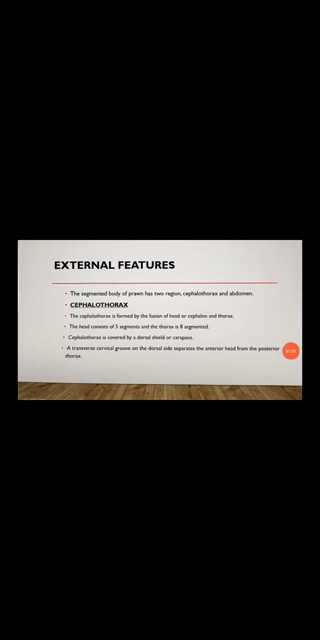 EXTERNAL FEATURES
• The segmented body of prawn has two region, cephalothorax and abdomen.
• CEPHALOTHORAX
• The cephalothorax is formed by the fusion of head or cephalon and thorax.
• The head consists of 5 segments and the thorax is 8 segmented.
• Cephalothorax is covered by a dorsal shield or carapace.
• A transverse cervical groove on the dorsal side separates the anterior head from the posterior
thorax.